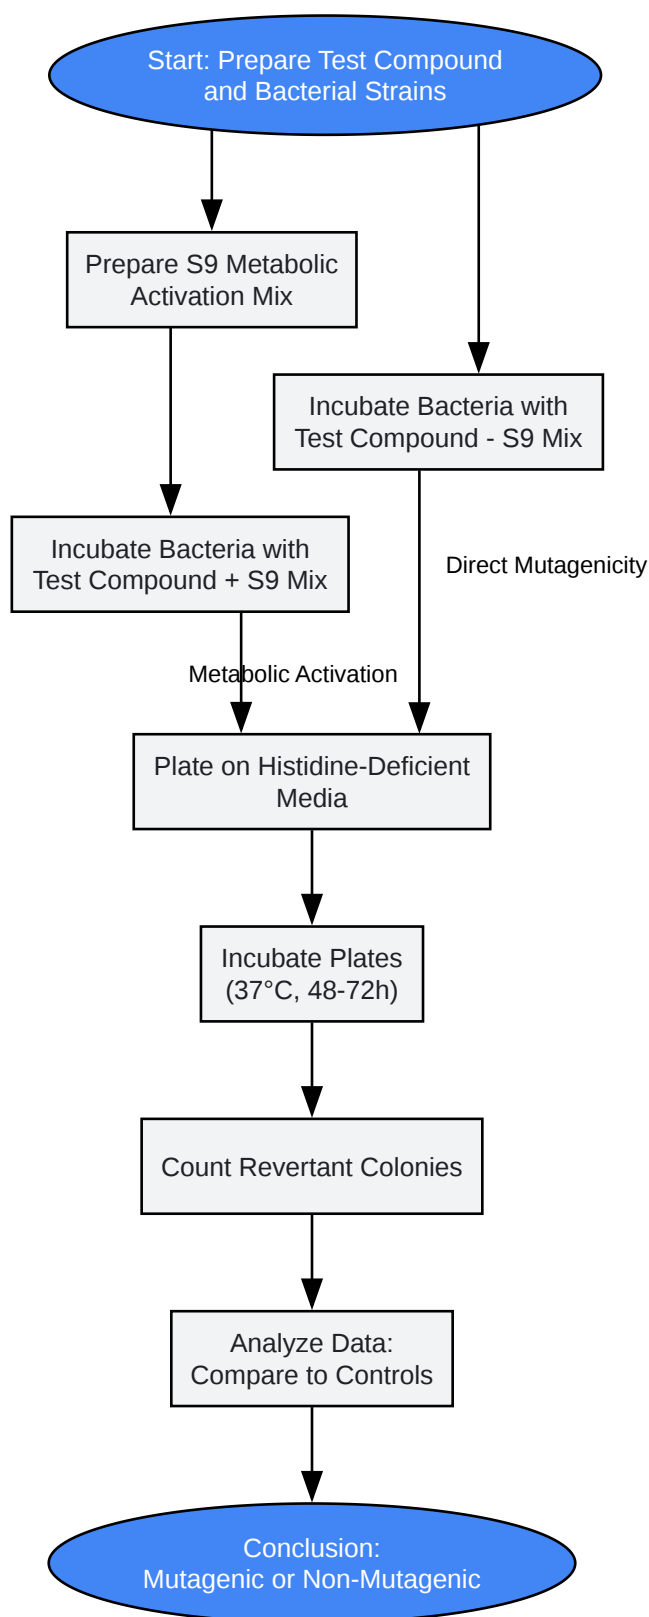 Start: Prepare Test Compound
and Bacterial Strains
Prepare S9 Metabolic
Activation Mix
Incubate Bacteria with
Test Compound - S9 Mix
Incubate Bacteria with
Test Compound + S9 Mix
Direct Mutagenicity
Metabolic Activation
Plate on Histidine-Deficient
Media
Incubate Plates
(37°C, 48-72h)
Count Revertant Colonies
Analyze Data:
Compare to Controls
Conclusion:
Mutagenic or Non-Mutagenic